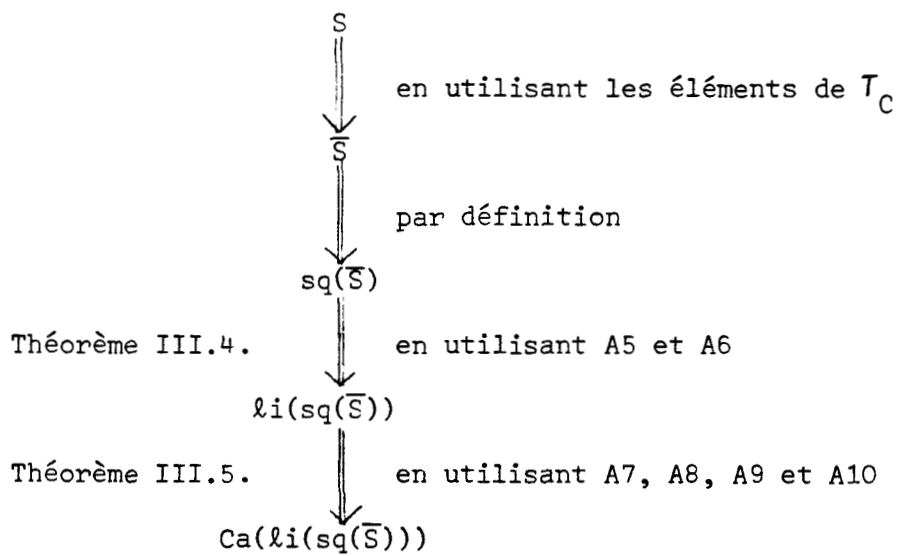 S
en utilisant les éléments de T_C
S̅
par définition
sq(S̅)
Théorème III.4. en utilisant A5 et A6
ℓi(sq(S̅))
Théorème III.5. en utilisant A7, A8, A9 et A10
Ca(ℓi(sq(S̅)))